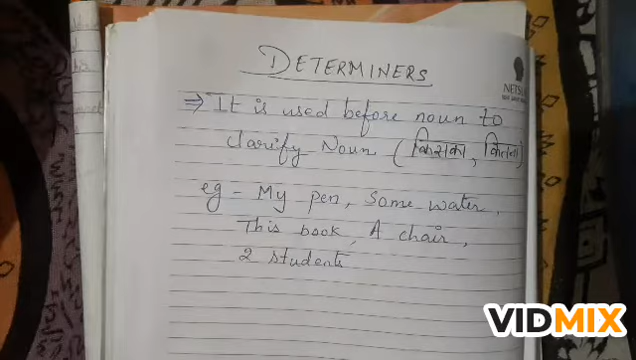 DETERMINERS
⇒ It is used before noun to
clarify Noun (किसका, कितना)
eg - My pen, Some water,
This book, A chair,
2 students
VIDMIX